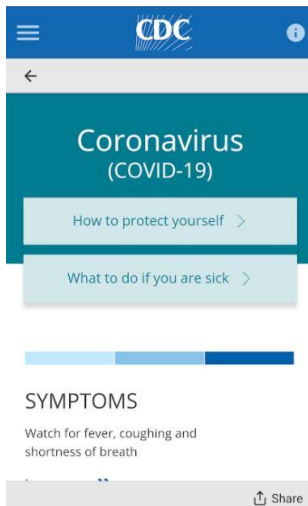 CDC
Coronavirus
(COVID-19)
How to protect yourself
What to do if you are sick
SYMPTOMS
Watch for fever, coughing and
shortness of breath
Share